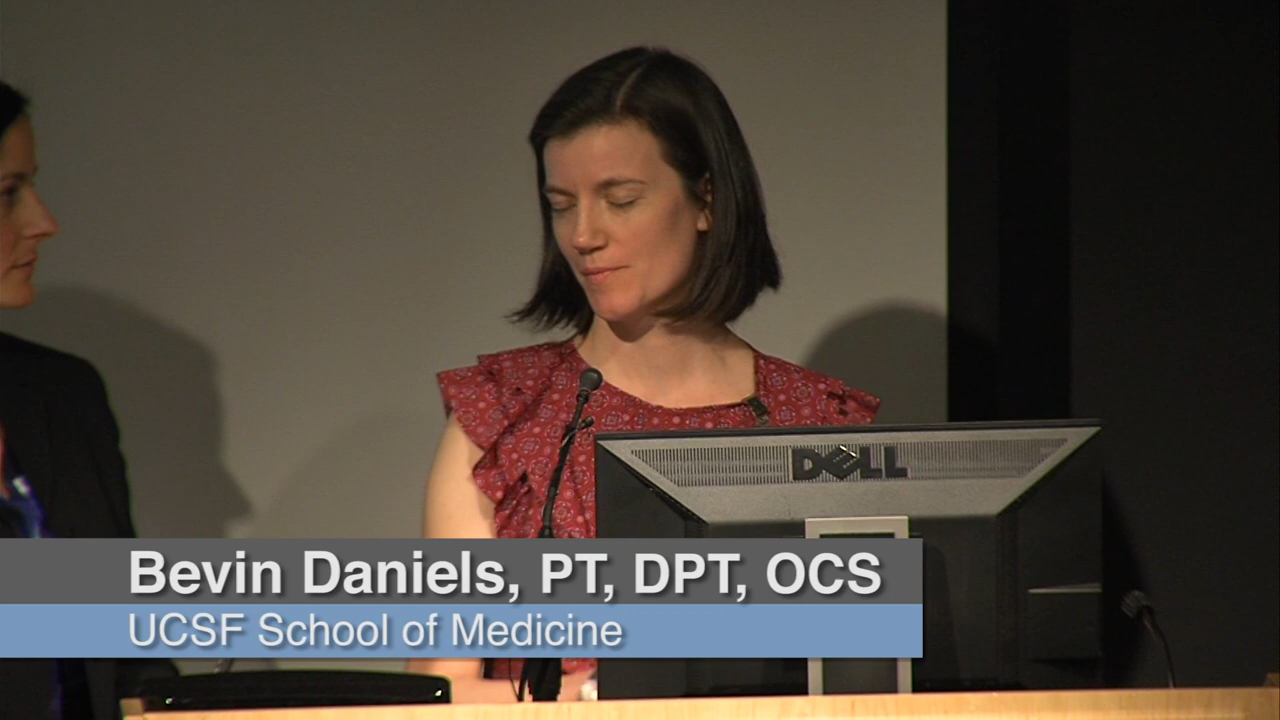 DELL
Bevin Daniels, PT, DPT, OCS
UCSF School of Medicine